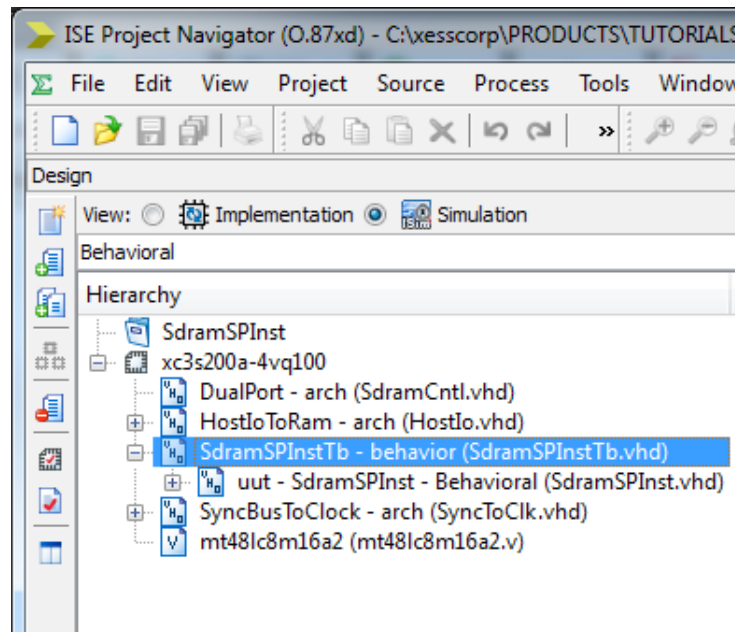 ISE Project Navigator (O.87xd) - C:\xesscorp\PRODUCTS\TUTORIALS
File Edit View Project Source Process Tools Window
»
Design
View: Implementation Simulation
Behavioral
Hierarchy
SdramSPInst
xc3s200a-4vq100
DualPort - arch (SdramCntl.vhd)
HostIoToRam - arch (HostIo.vhd)
SdramSPInstTb - behavior (SdramSPInstTb.vhd)
uut - SdramSPInst - Behavioral (SdramSPInst.vhd)
SyncBusToClock - arch (SyncToClk.vhd)
mt48lc8m16a2 (mt48lc8m16a2.v)